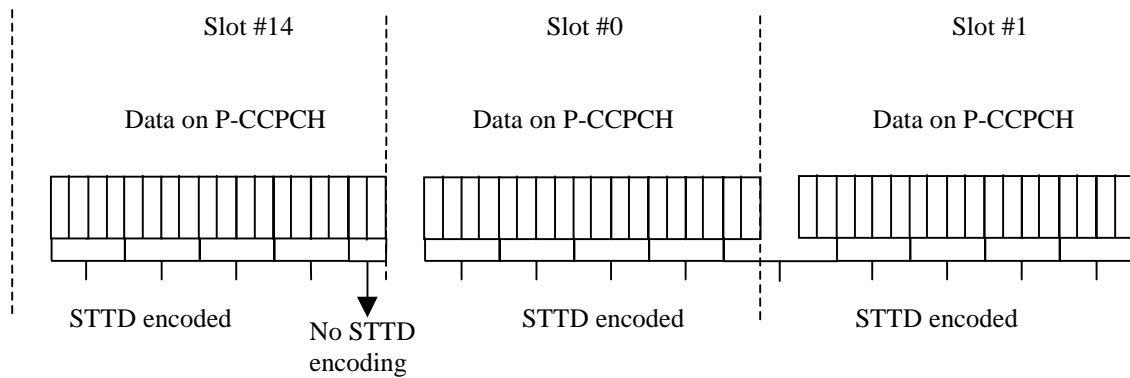 Slot #14
Slot #0
Slot #1
Data on P-CCPCH
Data on P-CCPCH
Data on P-CCPCH
STTD encoded
No STTD
encoding
STTD encoded
STTD encoded